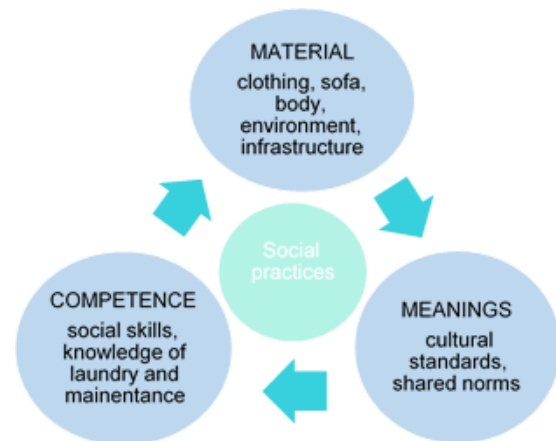 MATERIAL
clothing, sofa,
body,
environment,
infrastructure
Social
practices
COMPETENCE
social skills,
knowledge of
laundry and
mainentance
MEANINGS
cultural
standards,
shared norms